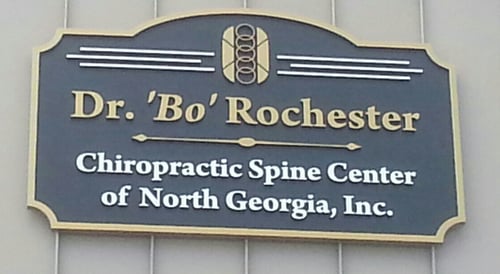 Dr. 'Bo' Rochester
Chiropractic Spine Center
of North Georgia, Inc.